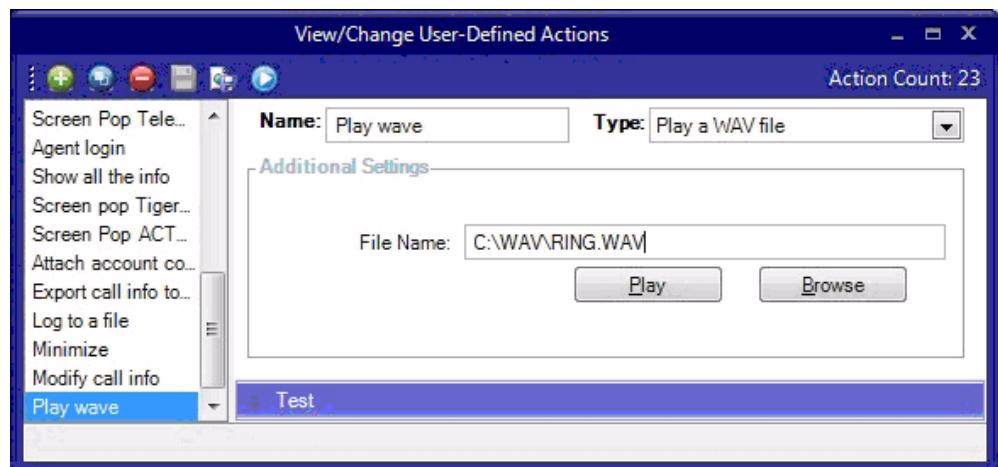 View/Change User-Defined Actions
Action Count: 23
Screen Pop Tele...
Agent login
Show all the info
Screen pop Tiger...
Screen Pop ACT...
Attach account co...
Export call info to...
Log to a file
Minimize
Modify call info
Play wave
Name: Play wave Type: Play a WAV file
Additional Settings
File Name: C:\WAV\RING.WAV
Play Browse
Test